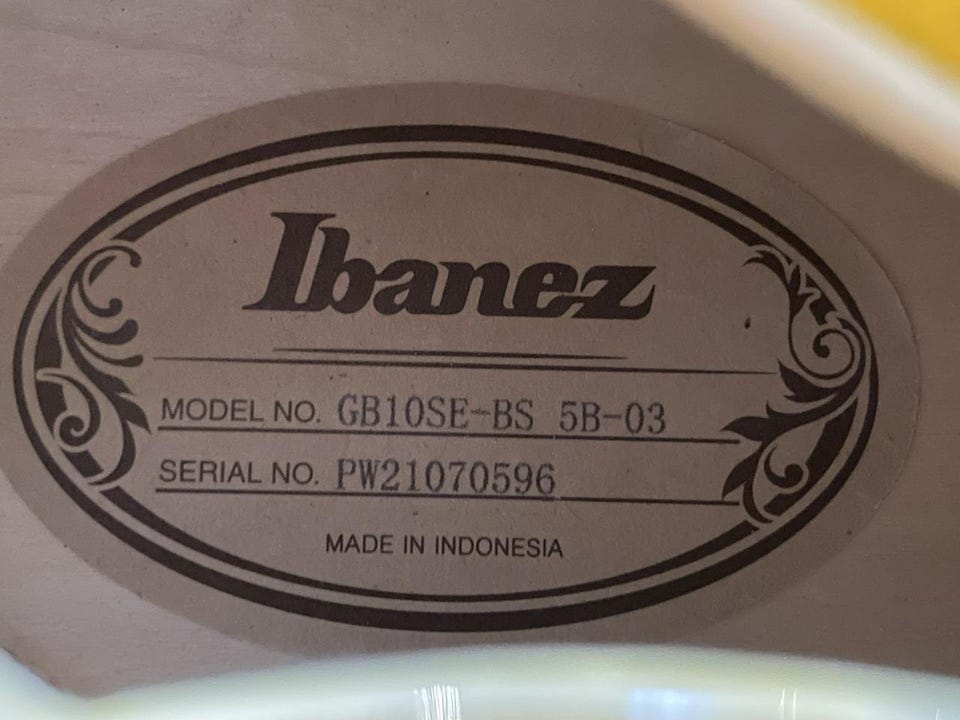 Ibanez
MODEL NO. GB10SE-BS 5B-03
SERIAL NO. PW21070596
MADE IN INDONESIA